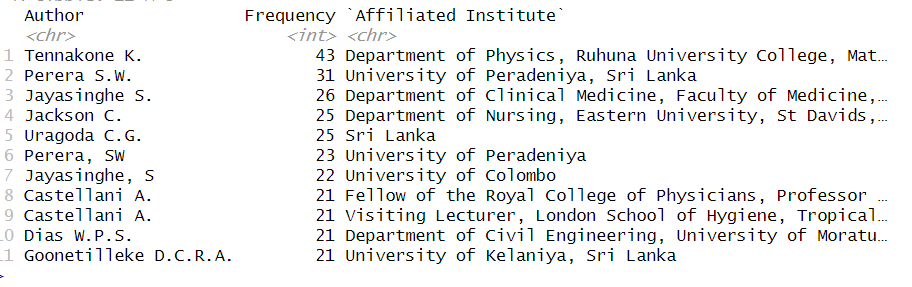 Author Frequency `Affiliated Institute`
<chr> <int> <chr>
1 Tennakone K. 43 Department of Physics, Ruhuna University College, Mat…
2 Perera S.W. 31 University of Peradeniya, Sri Lanka
3 Jayasinghe S. 26 Department of Clinical Medicine, Faculty of Medicine,…
4 Jackson C. 25 Department of Nursing, Eastern University, St Davids,…
5 Uragoda C.G. 25 Sri Lanka
6 Perera, SW 23 University of Peradeniya
7 Jayasinghe, S 22 University of Colombo
8 Castellani A. 21 Fellow of the Royal College of Physicians, Professor …
9 Castellani A. 21 Visiting Lecturer, London School of Hygiene, Tropical…
0 Dias W.P.S. 21 Department of Civil Engineering, University of Moratu…
1 Goonetilleke D.C.R.A. 21 University of Kelaniya, Sri Lanka
>